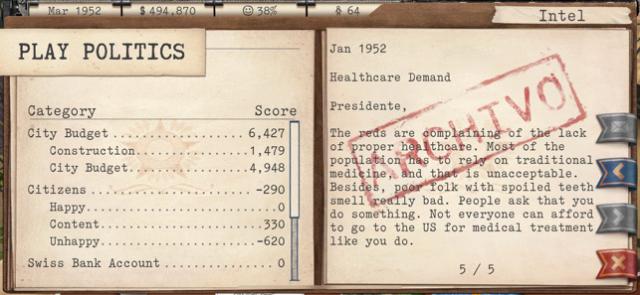 Mar 1952 $ 494,870 38% 64
Intel
PLAY POLITICS
Category Score
City Budget 6,427
Construction 1,479
City Budget 4,948
Citizens -290
Happy 0
Content 330
Unhappy -620
Swiss Bank Account 0
Jan 1952
Healthcare Demand
Presidente,
The reds are complaining of the lack
of proper healthcare. Most of the
population has to rely on traditional
medicine and that is unacceptable.
Besides, poor folk with spoiled teeth
smell really bad. People ask that you
do something. Not everyone can afford
to go to the US for medical treatment
like you do.
ARCHIVO
5 / 5